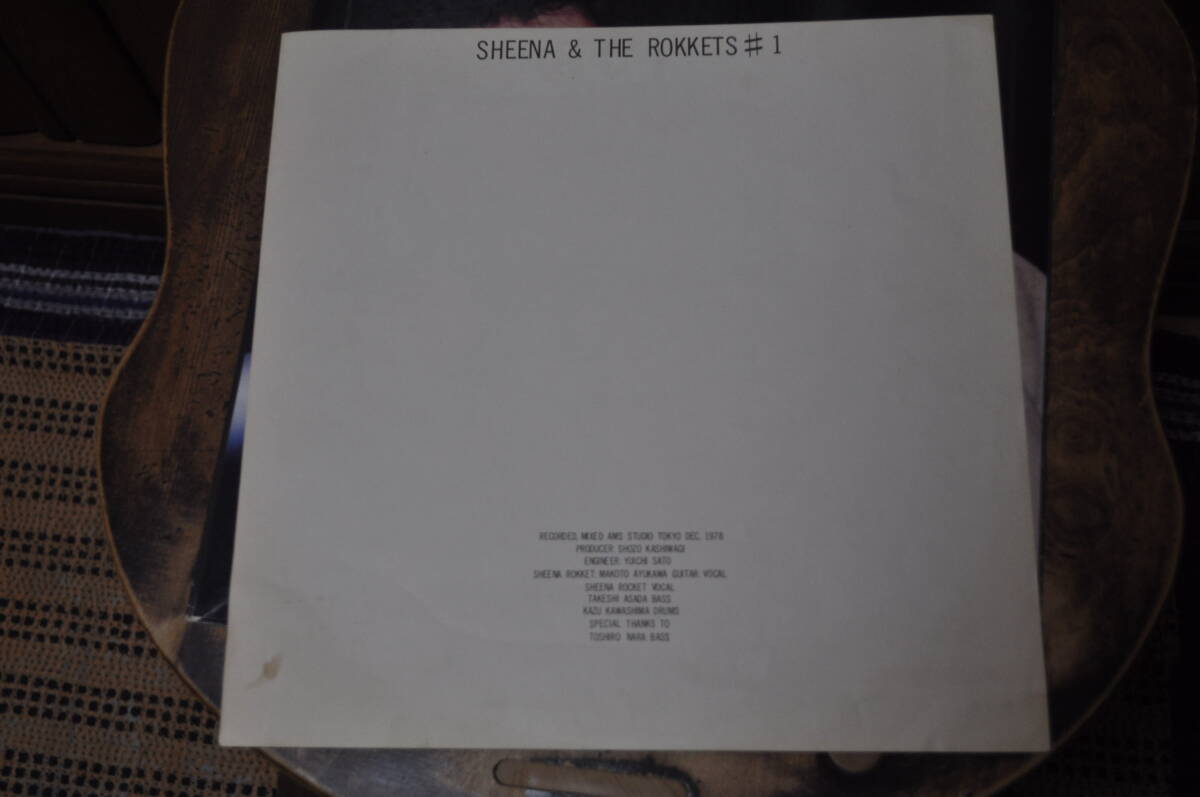 SHEENA & THE ROKKETS♯1
RECORDED, MIXED AMS STUDIO TOKYO DEC. 1978
PRODUCER: SHOZO KASHIWAGI
ENGINEER: YUICHI SATO
SHEENA ROKKET: MAKOTO AYUKAWA GUITAR, VOCAL
SHEENA ROCKET VOCAL
TAKESHI ASADA BASS
KAZU KAWASHIMA DRUMS
SPECIAL THANKS TO
TOSHIRO NARA BASS